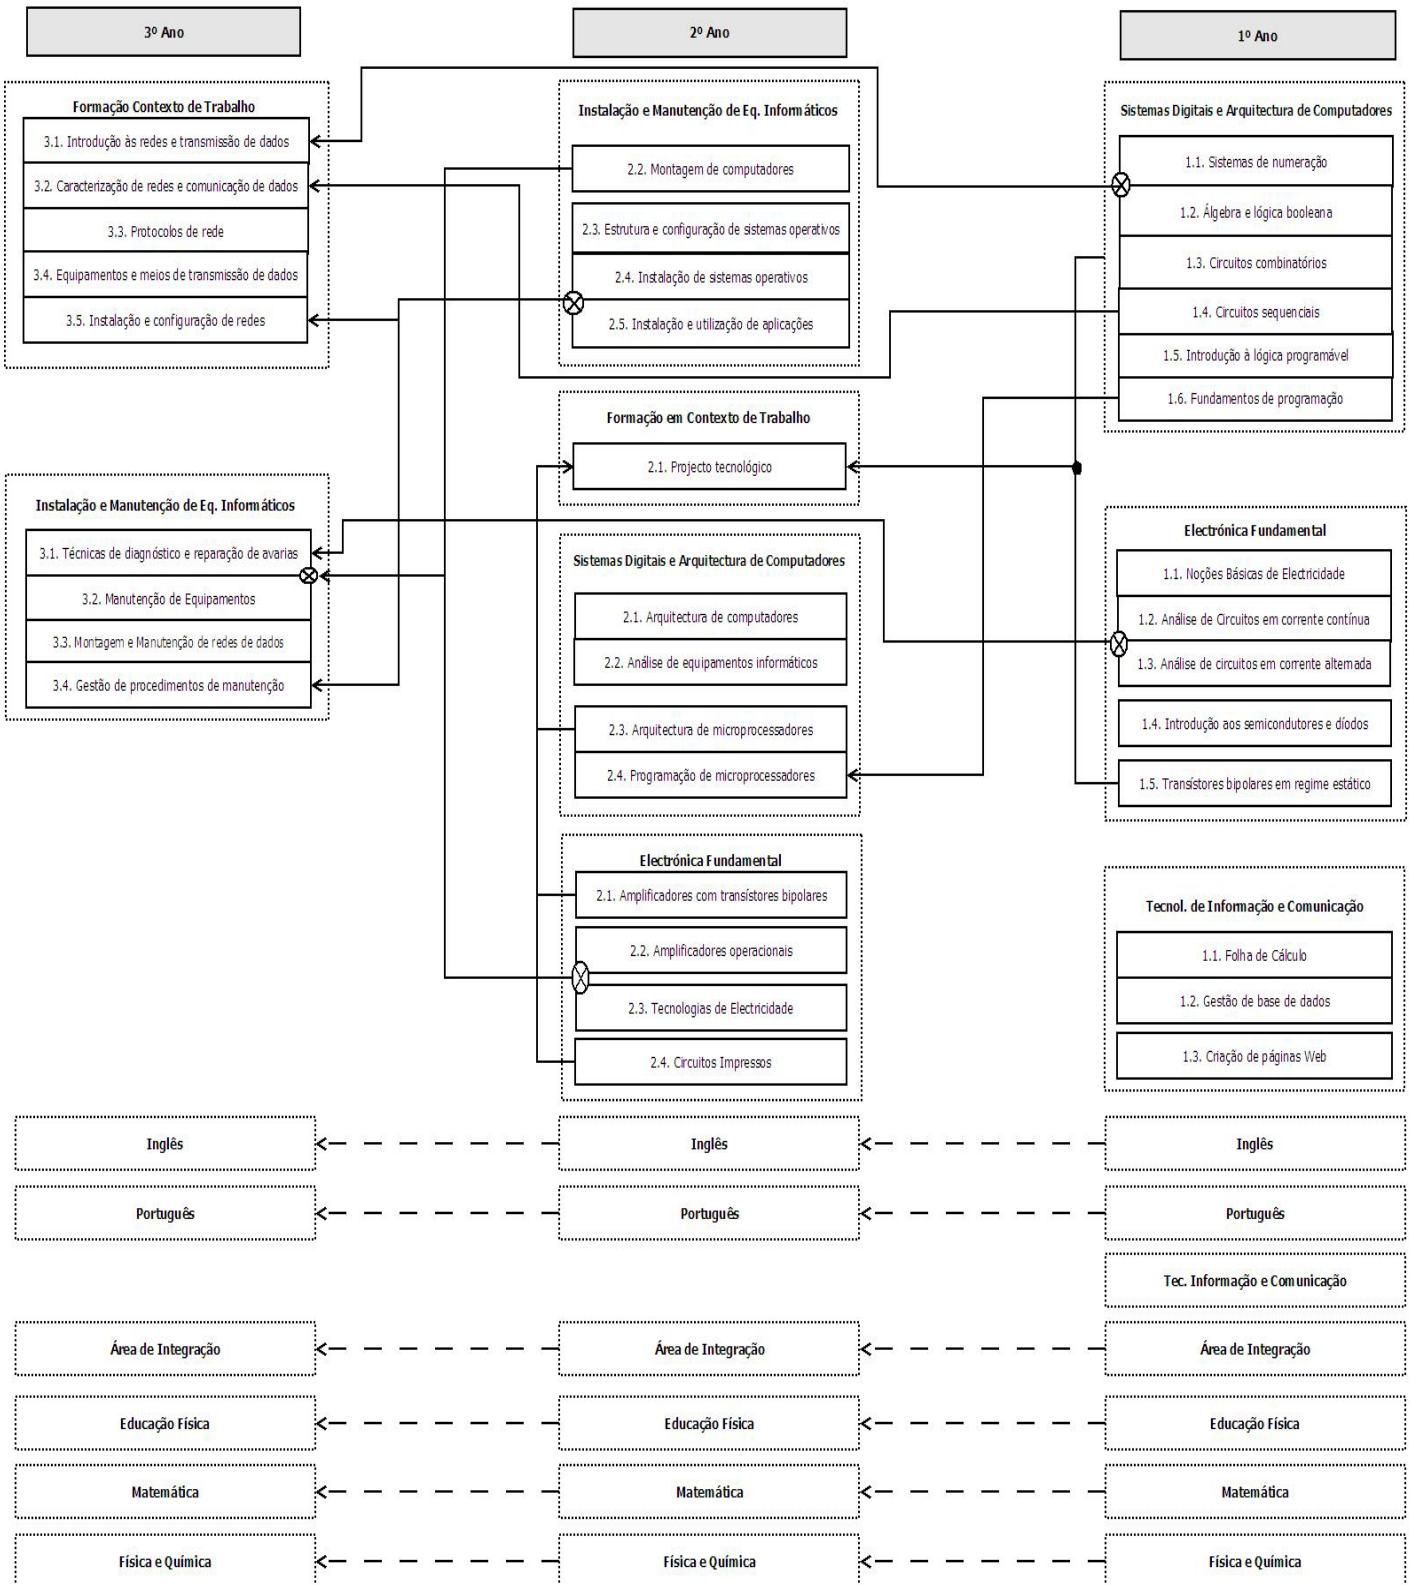 3º Ano
2º Ano
1º Ano
Formação Contexto de Trabalho
3.1. Introdução às redes e transmissão de dados
3.2. Caracterização de redes e comunicação de dados
3.3. Protocolos de rede
3.4. Equipamentos e meios de transmissão de dados
3.5. Instalação e configuração de redes
Instalação e Manutenção de Eq. Informáticos
3.1. Técnicas de diagnóstico e reparação de avarias
3.2. Manutenção de Equipamentos
3.3. Montagem e Manutenção de redes de dados
3.4. Gestão de procedimentos de manutenção
Instalação e Manutenção de Eq. Informáticos
2.2. Montagem de computadores
2.3. Estrutura e configuração de sistemas operativos
2.4. Instalação de sistemas operativos
2.5. Instalação e utilização de aplicações
Formação em Contexto de Trabalho
2.1. Projecto tecnológico
Sistemas Digitais e Arquitectura de Computadores
2.1. Arquitectura de computadores
2.2. Análise de equipamentos informáticos
2.3. Arquitectura de microprocessadores
2.4. Programação de microprocessadores
Electrónica Fundamental
2.1. Amplificadores com transístores bipolares
2.2. Amplificadores operacionais
2.3. Tecnologias de Electricidade
2.4. Circuitos Impressos
Sistemas Digitais e Arquitectura de Computadores
1.1. Sistemas de numeração
1.2. Álgebra e lógica booleana
1.3. Circuitos combinatórios
1.4. Circuitos sequenciais
1.5. Introdução à lógica programável
1.6. Fundamentos de programação
Electrónica Fundamental
1.1. Noções Básicas de Electricidade
1.2. Análise de Circuitos em corrente contínua
1.3. Análise de circuitos em corrente alternada
1.4. Introdução aos semicondutores e díodos
1.5. Transístores bipolares em regime estático
Tecnol. de Informação e Comunicação
1.1. Folha de Cálculo
1.2. Gestão de base de dados
1.3. Criação de páginas Web
Inglês
Inglês
Inglês
Português
Português
Português
Tec. Informação e Comunicação
Área de Integração
Área de Integração
Área de Integração
Educação Física
Educação Física
Educação Física
Matemática
Matemática
Matemática
Física e Química
Física e Química
Física e Química